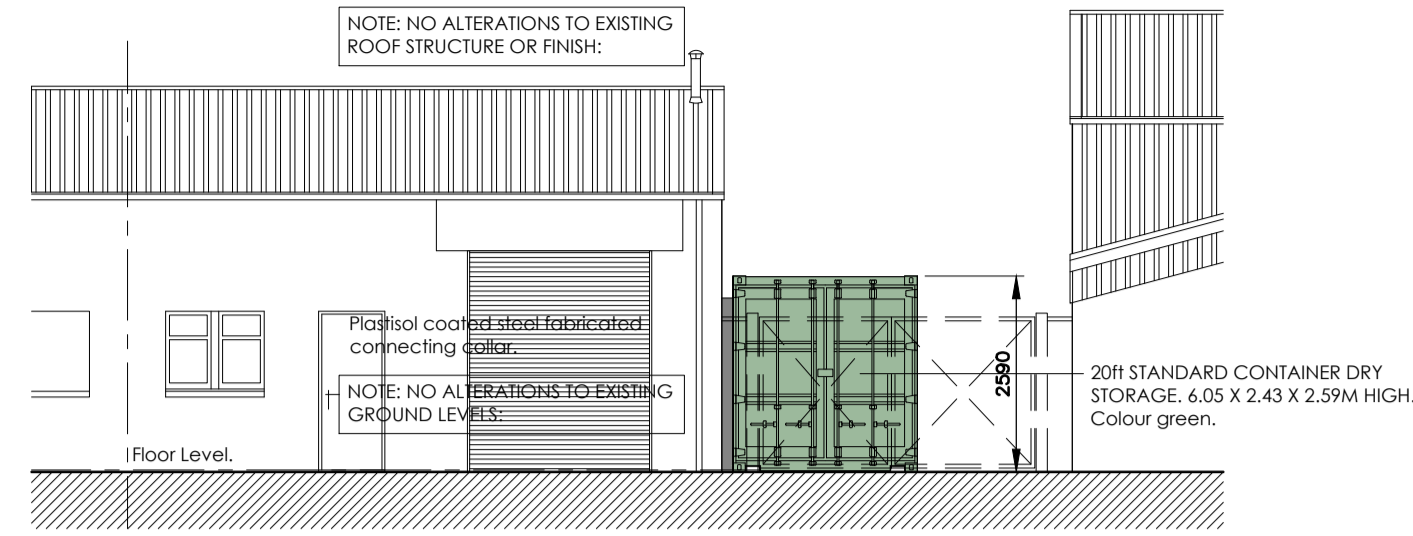 NOTE: NO ALTERATIONS TO EXISTING
ROOF STRUCTURE OR FINISH:
Plastisol coated steel fabricated
connecting collar.
NOTE: NO ALTERATIONS TO EXISTING
GROUND LEVELS:
Floor Level.
2590
20ft STANDARD CONTAINER DRY
STORAGE. 6.05 X 2.43 X 2.59M HIGH.
Colour green.